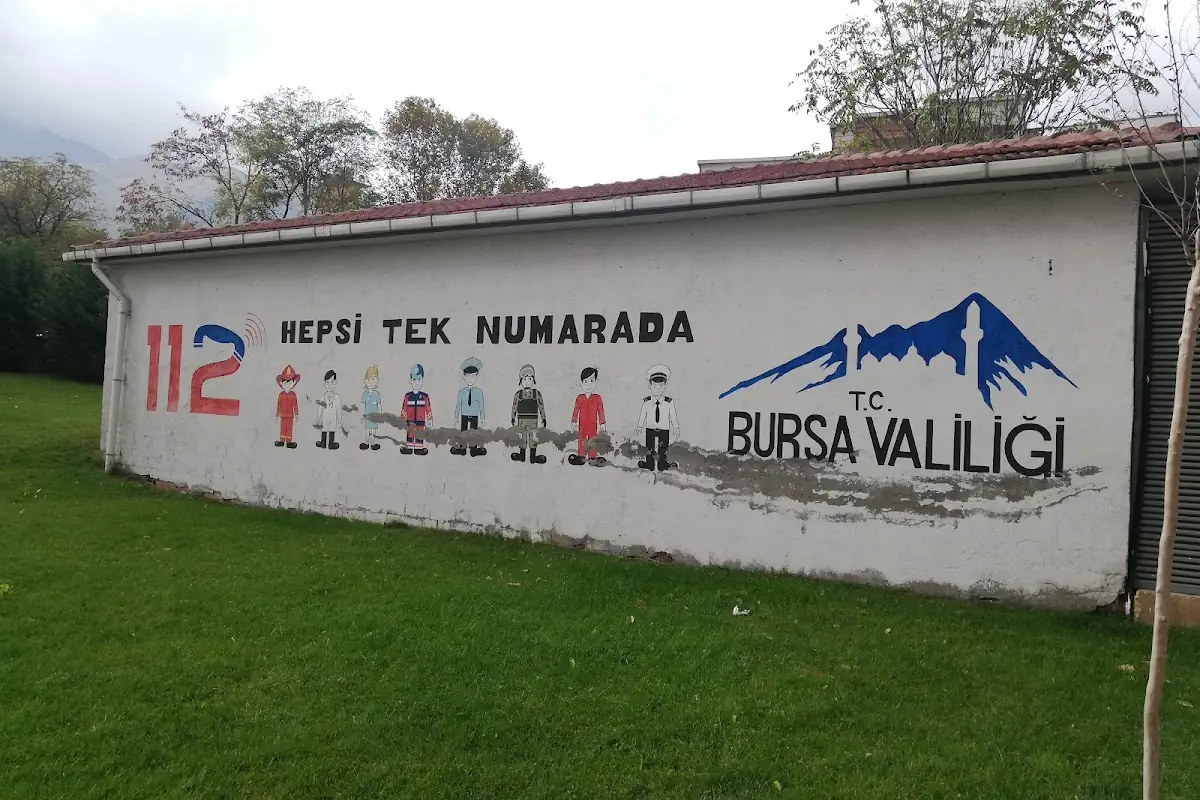 112
HEPSİ TEK NUMARADA
T.C.
BURSA VALİLİĞİ